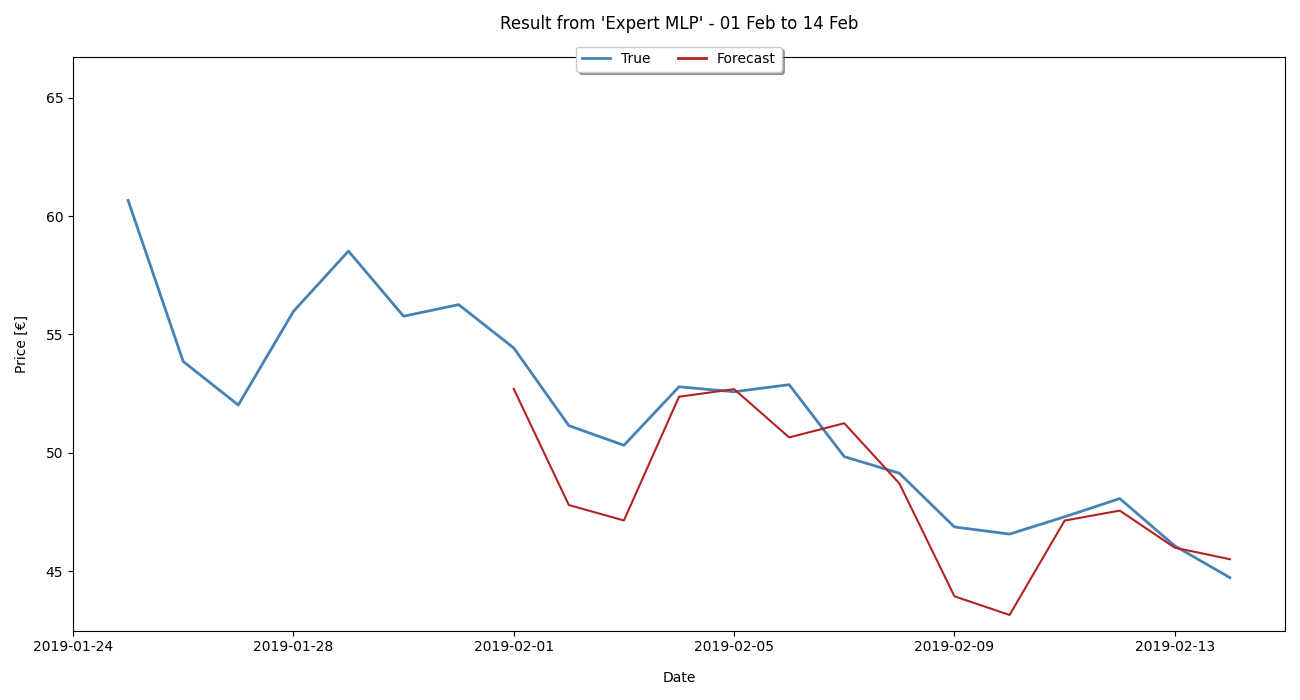 Result from 'Expert MLP' - 01 Feb to 14 Feb
True Forecast
65
60
55
50
45
Price [€]
2019-01-24 2019-01-28 2019-02-01 2019-02-05 2019-02-09 2019-02-13
Date